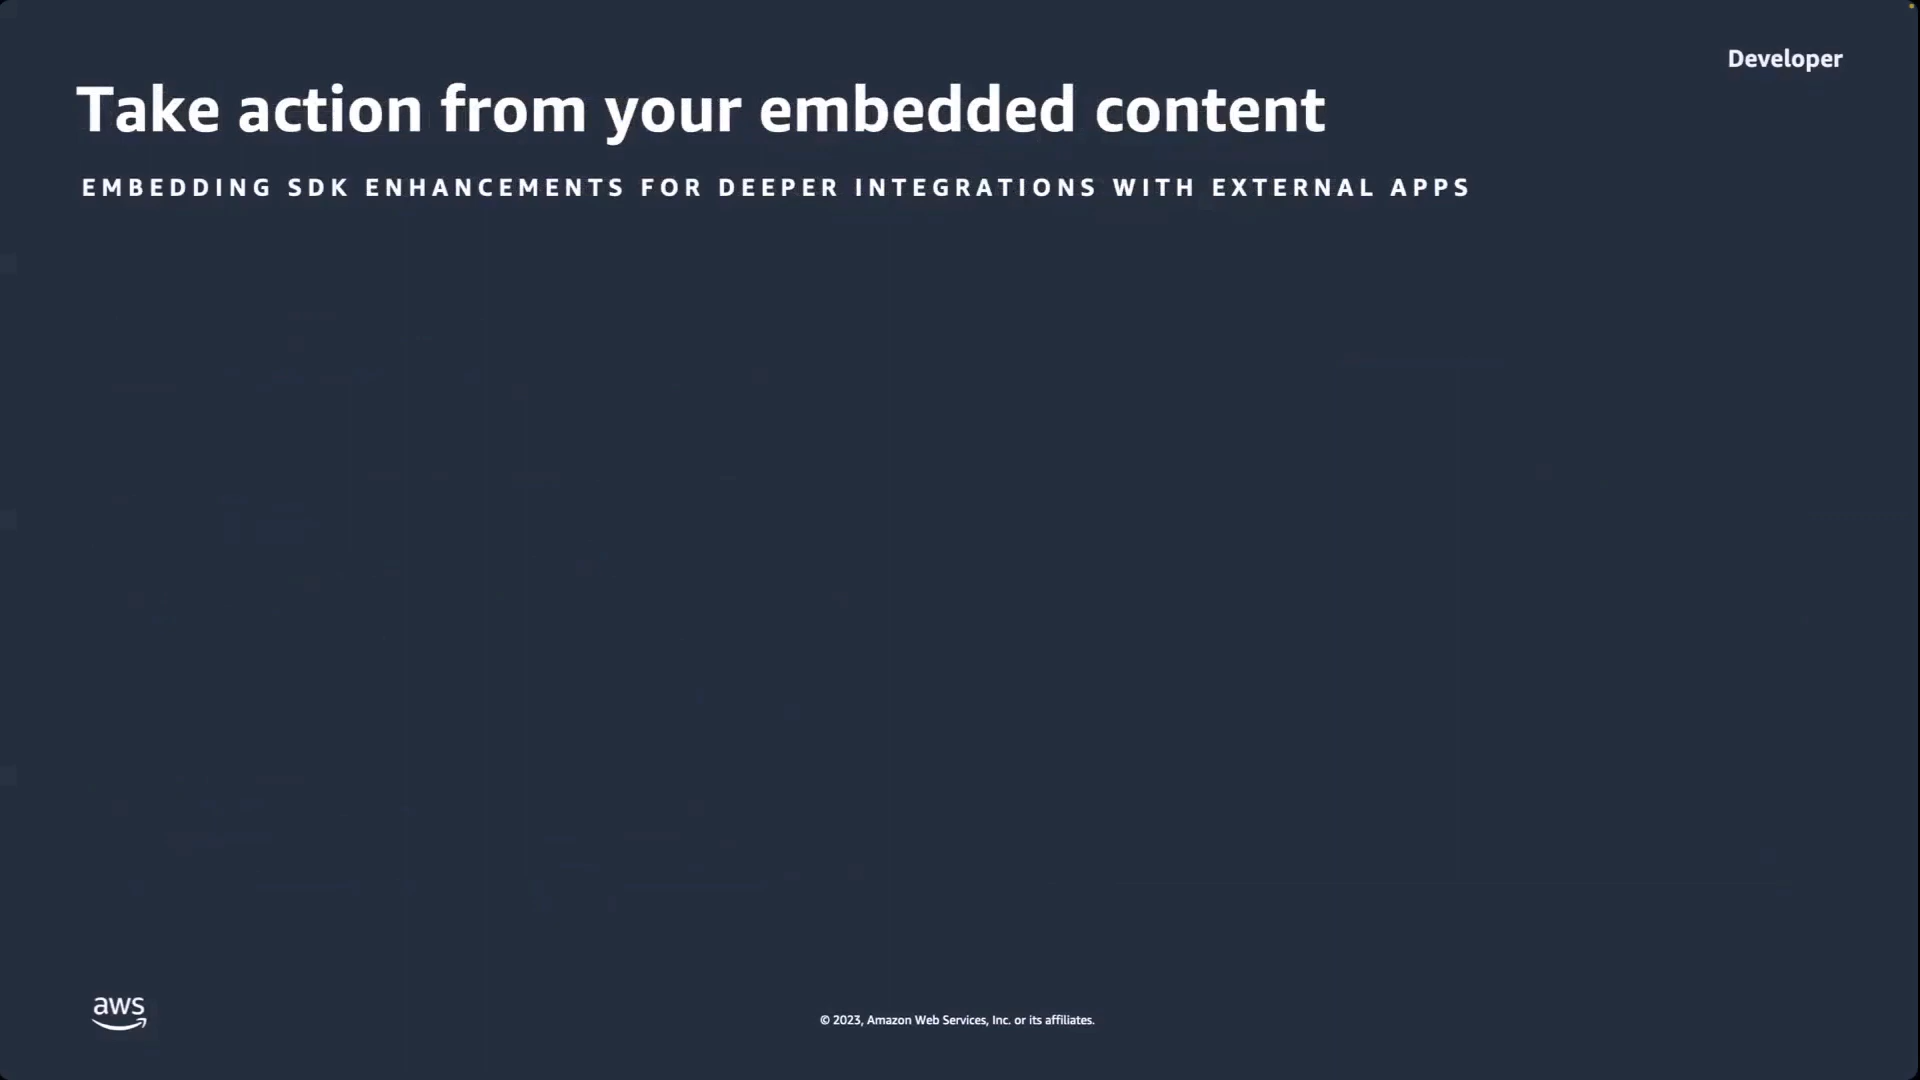 Developer
Take action from your embedded content
EMBEDDING SDK ENHANCEMENTS FOR DEEPER INTEGRATIONS WITH EXTERNAL APPS
aws
© 2023, Amazon Web Services, Inc. or its affiliates.